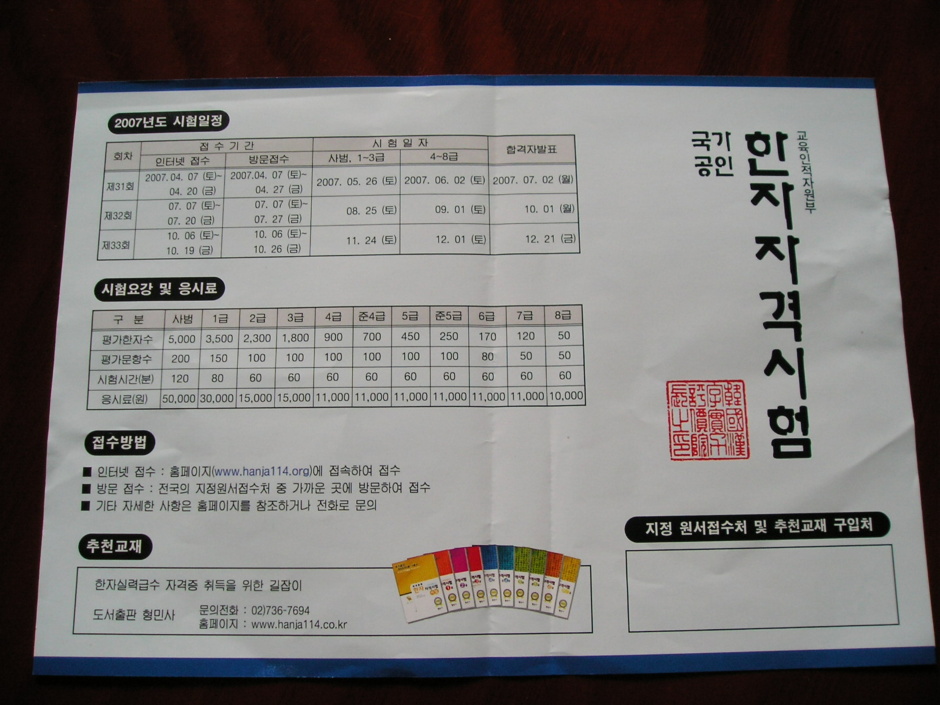 2007년도 시험일정
회차 접 수 기 간 시 험 일 자 합격자발표
인터넷 접수 방문접수 사범, 1~3급 4~8급
제31회 2007. 04. 07 (토)~ 04. 20 (금) 2007.04. 07 (토)~ 04. 27 (금) 2007. 05. 26 (토) 2007. 06. 02 (토) 2007. 07. 02 (월)
제32회 07. 07 (토)~ 07. 20 (금) 07. 07 (토)~ 07. 27 (금) 08. 25 (토) 09. 01 (토) 10. 01 (월)
제33회 10. 06 (토)~ 10. 19 (금) 10. 06 (토)~ 10. 26 (금) 11. 24 (토) 12. 01 (토) 12. 21 (금)
시험요강 및 응시료
구 분 사범 1급 2급 3급 4급 준4급 5급 준5급 6급 7급 8급
평가한자수 5,000 3,500 2,300 1,800 900 700 450 250 170 120 50
평가문항수 200 150 100 100 100 100 100 100 80 50 50
시험시간(분) 120 80 60 60 60 60 60 60 60 60 60
응시료(원) 50,000 30,000 15,000 15,000 11,000 11,000 11,000 11,000 11,000 11,000 10,000
접수방법
■ 인터넷 접수 : 홈페이지(www.hanja114.org)에 접속하여 접수
■ 방문 접수 : 전국의 지정원서접수처 중 가까운 곳에 방문하여 접수
■ 기타 자세한 사항은 홈페이지를 참조하거나 전화로 문의
추천교재
한자실력급수 자격증 취득을 위한 길잡이
도서출판 형민사
문의전화 : 02)736-7694
홈페이지 : www.hanja114.co.kr
교육인적자원부
국가
공인
한자자격시험
韓國漢
字實力
評價院
長之印
지정 원서접수처 및 추천교재 구입처